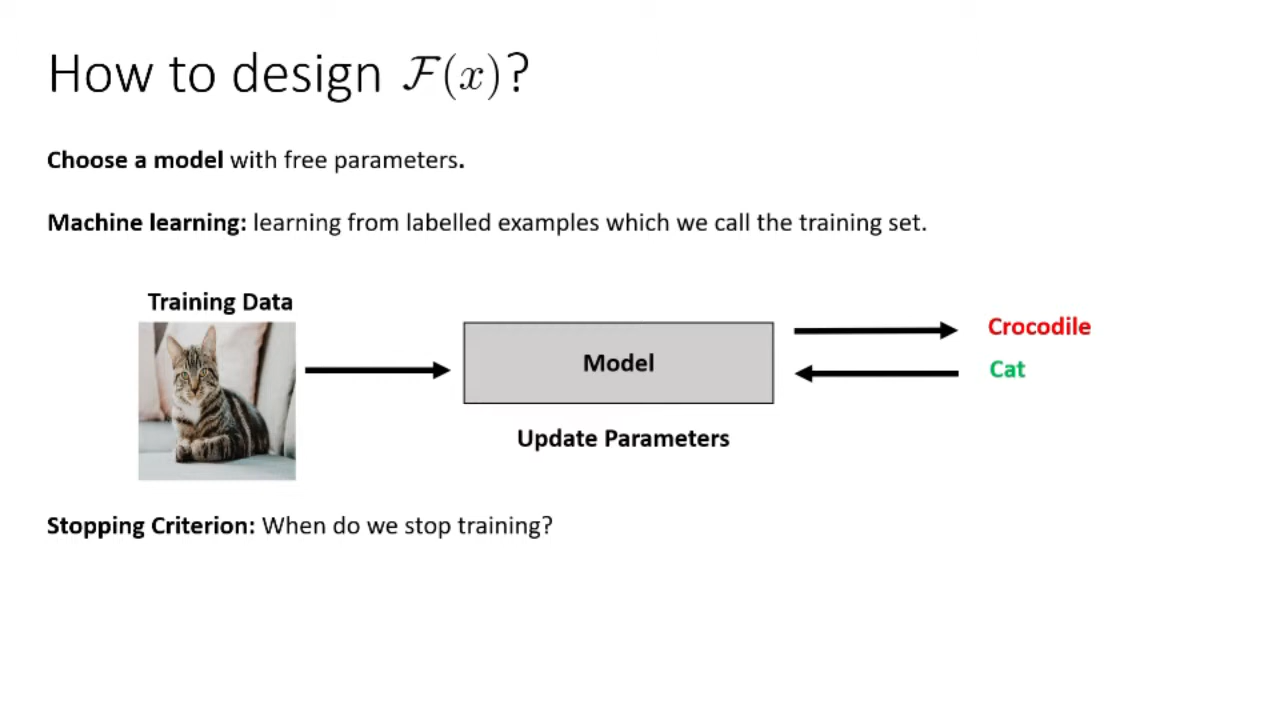 How to design ℱ(x)?
Choose a model with free parameters.
Machine learning: learning from labelled examples which we call the training set.
Training Data
Model
Crocodile
Cat
Update Parameters
Stopping Criterion: When do we stop training?